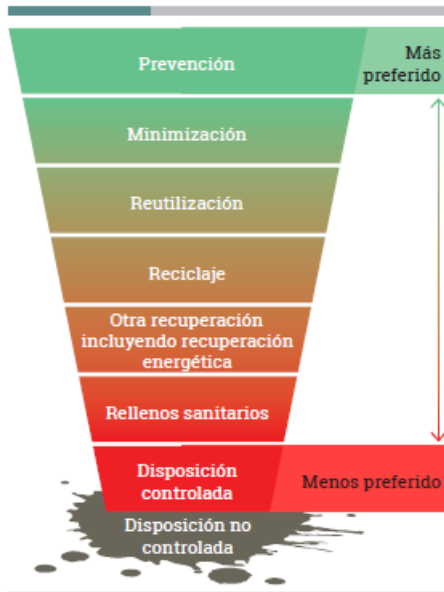 Prevención
Más
preferido
Minimización
Reutilización
Reciclaje
Otra recuperación
incluyendo recuperación
energética
Rellenos sanitarios
Disposición
controlada
Menos preferido
Disposición no
controlada